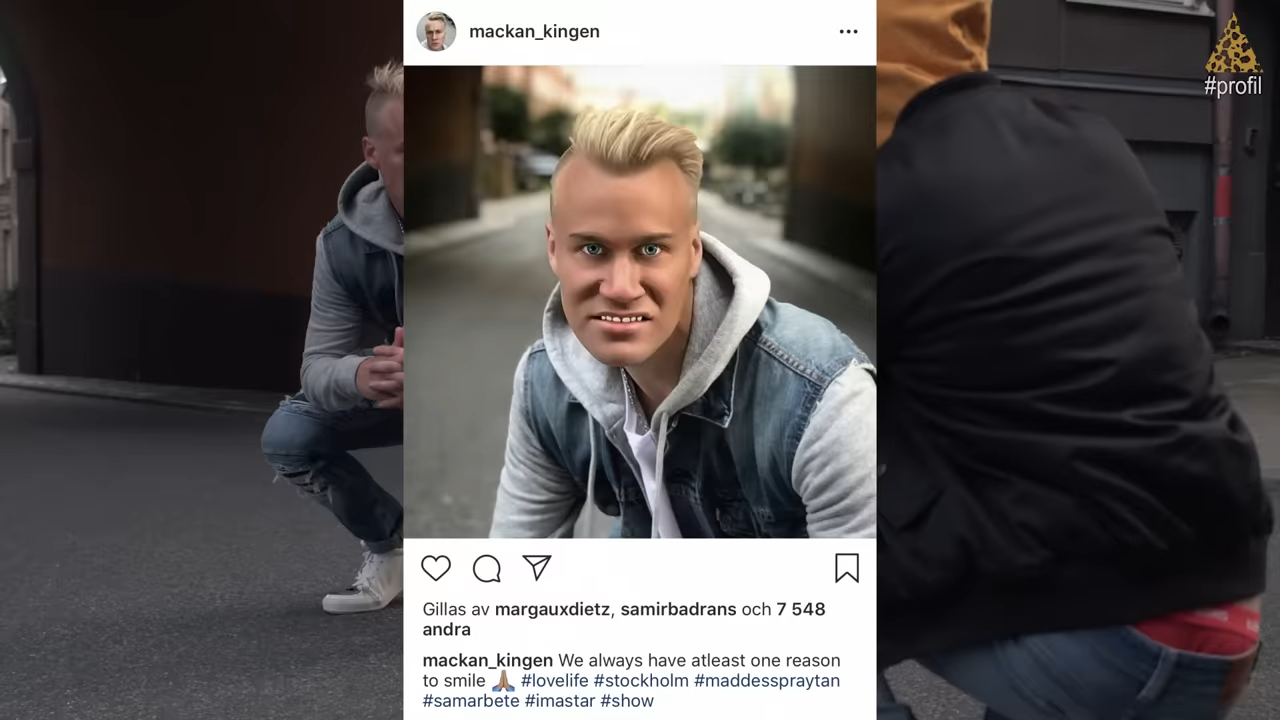 mackan_kingen
#profil
Gillas av margauxdietz, samirbadrans och 7 548
andra
mackan_kingen We always have atleast one reason
to smile 🙏🏽 #lovelife #stockholm #maddesspraytan
#samarbete #imastar #show